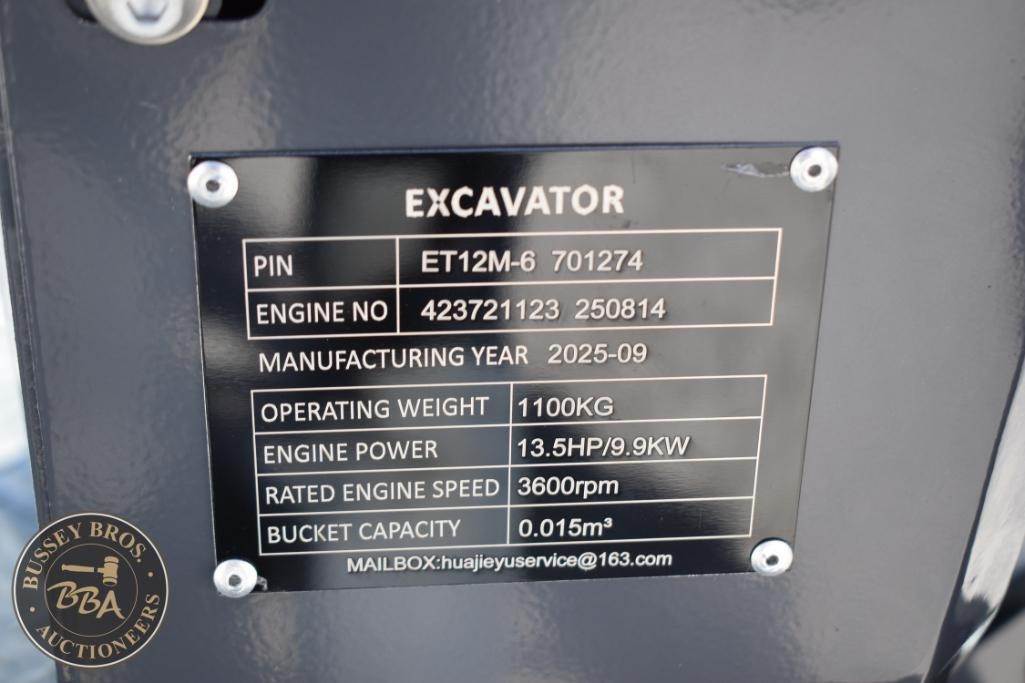 EXCAVATOR
PIN ET12M-6 701274
ENGINE NO 423721123 250814
MANUFACTURING YEAR 2025-09
OPERATING WEIGHT 1100KG
ENGINE POWER 13.5HP/9.9KW
RATED ENGINE SPEED 3600rpm
BUCKET CAPACITY 0.015m³
MAILBOX:huajieyuservice@163.com
BUSSEY BROS.
BBA
AUCTIONEERS